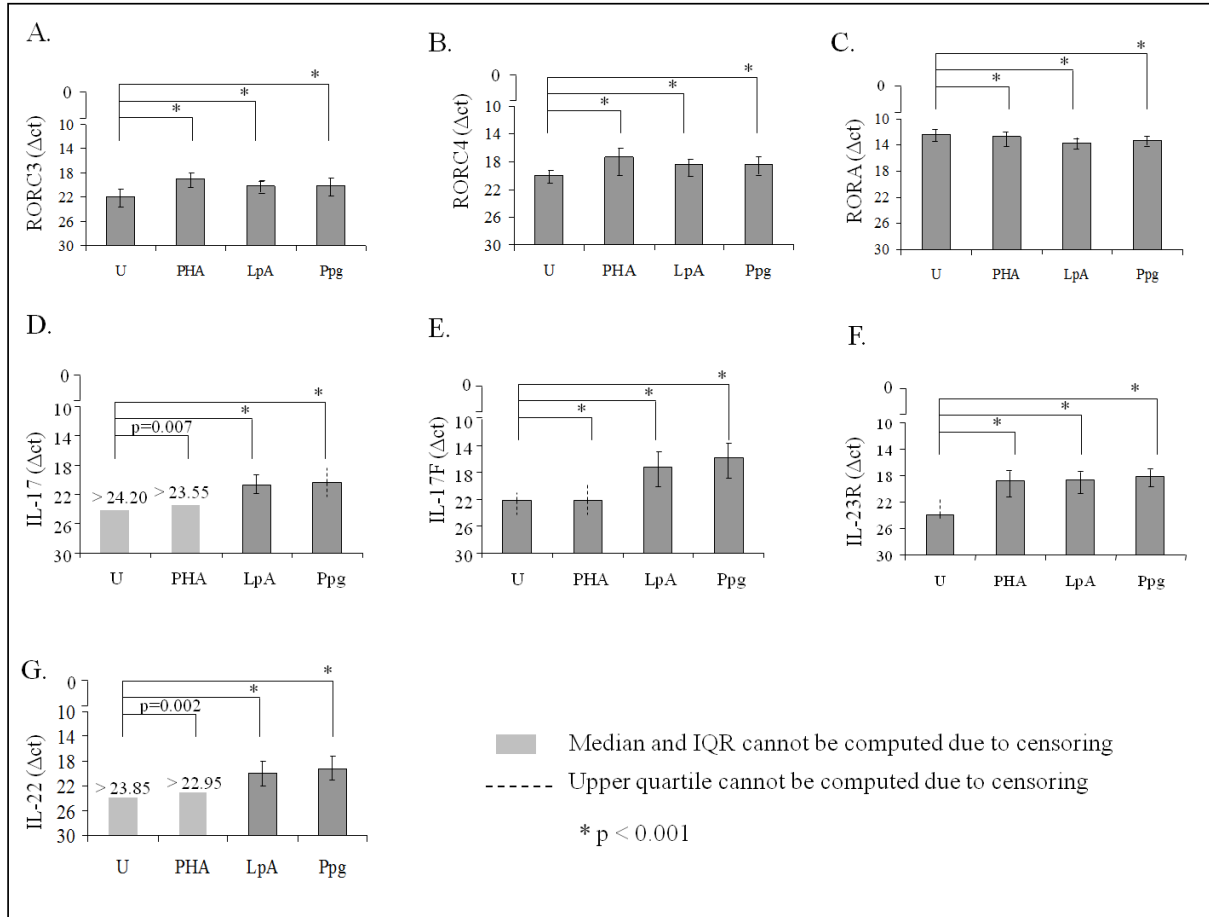 A.
*
*
*
RORC3 (Δct)
0
10
14
18
22
26
30
U PHA LpA Ppg
B.
*
*
*
RORC4 (Δct)
0
10
14
18
22
26
30
U PHA LpA Ppg
C.
*
*
*
RORA (Δct)
0
10
14
18
22
26
30
U PHA LpA Ppg
D.
*
*
p=0.007
IL-17 (Δct)
0
10
14
18
22
26
30
> 24.20
> 23.55
U PHA LpA Ppg
E.
*
*
*
IL-17F (Δct)
0
10
14
18
22
26
30
U PHA LpA Ppg
F.
*
*
*
IL-23R (Δct)
0
10
14
18
22
26
30
U PHA LpA Ppg
G.
*
*
p=0.002
IL-22 (Δct)
0
10
14
18
22
26
30
> 23.85
> 22.95
U PHA LpA Ppg
Median and IQR cannot be computed due to censoring
Upper quartile cannot be computed due to censoring
* p < 0.001